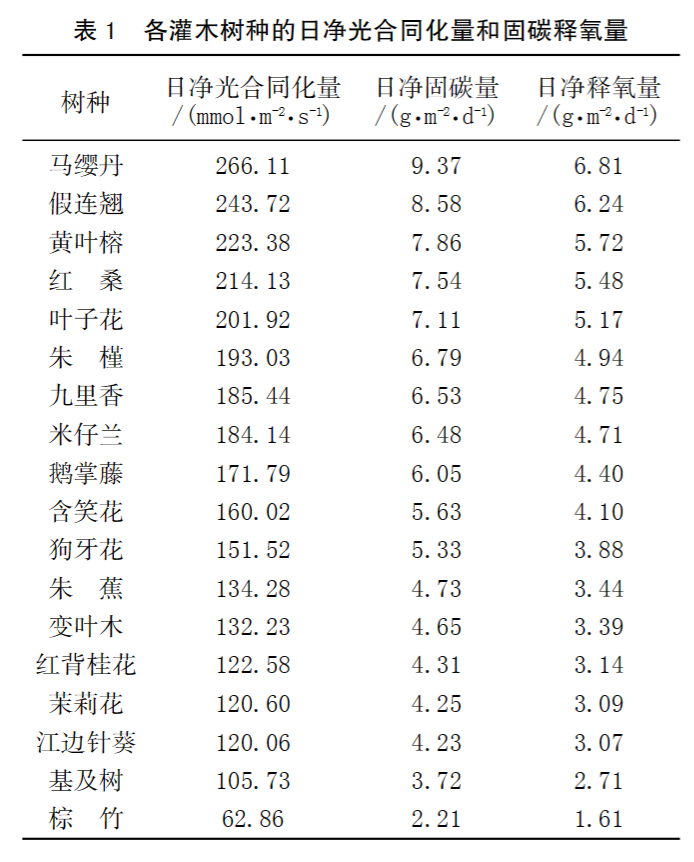 表 1 各灌木树种的日净光合同化量和固碳释氧量
树种 日净光合同化量 /(mmol·m⁻²·s⁻¹) 日净固碳量 /(g·m⁻²·d⁻¹) 日净释氧量 /(g·m⁻²·d⁻¹)
马缨丹 266.11 9.37 6.81
假连翘 243.72 8.58 6.24
黄叶榕 223.38 7.86 5.72
红 桑 214.13 7.54 5.48
叶子花 201.92 7.11 5.17
朱 槿 193.03 6.79 4.94
九里香 185.44 6.53 4.75
米仔兰 184.14 6.48 4.71
鹅掌藤 171.79 6.05 4.40
含笑花 160.02 5.63 4.10
狗牙花 151.52 5.33 3.88
朱 蕉 134.28 4.73 3.44
变叶木 132.23 4.65 3.39
红背桂花 122.58 4.31 3.14
茉莉花 120.60 4.25 3.09
江边针葵 120.06 4.23 3.07
基及树 105.73 3.72 2.71
棕 竹 62.86 2.21 1.61